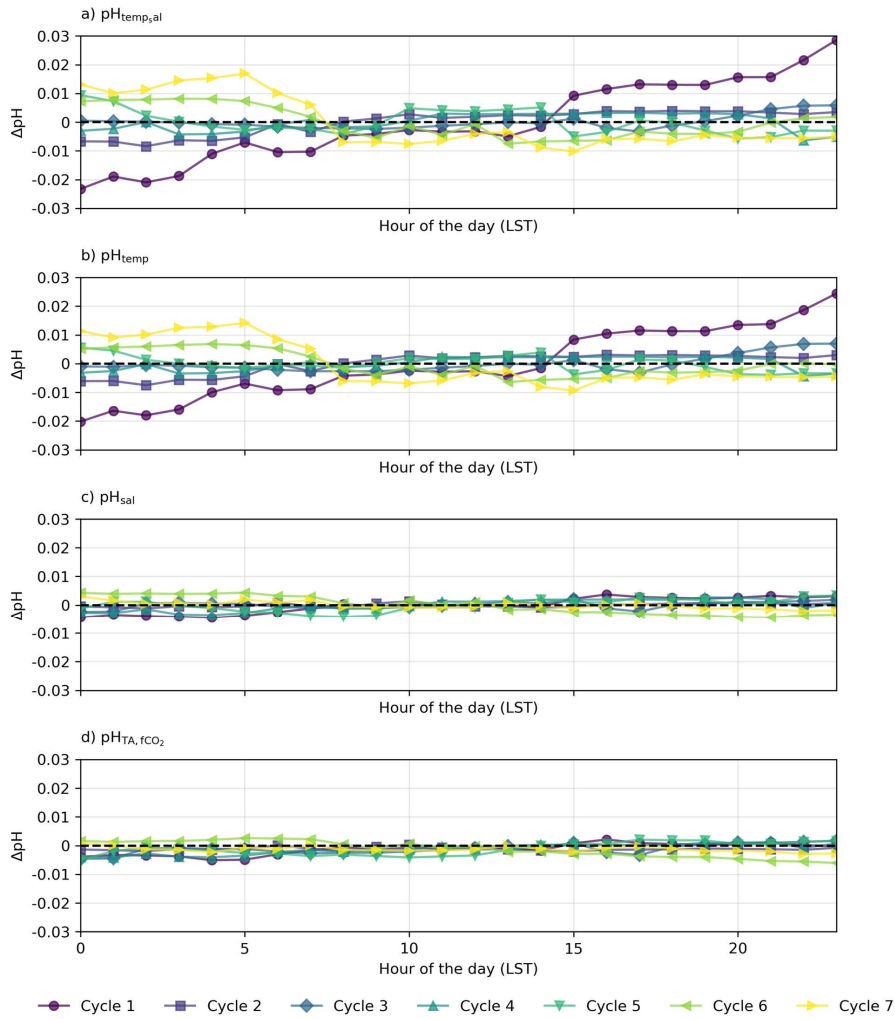 a) pHtempsal
0.03
0.02
0.01
0
-0.01
-0.02
-0.03
ΔpH
Hour of the day (LST)
b) pHtemp
0.03
0.02
0.01
0
-0.01
-0.02
-0.03
ΔpH
Hour of the day (LST)
c) pHsal
0.03
0.02
0.01
0
-0.01
-0.02
-0.03
ΔpH
Hour of the day (LST)
d) pHTA, fCO2
0.03
0.02
0.01
0
-0.01
-0.02
-0.03
ΔpH
0 5 10 15 20
Hour of the day (LST)
Cycle 1 Cycle 2 Cycle 3 Cycle 4 Cycle 5 Cycle 6 Cycle 7